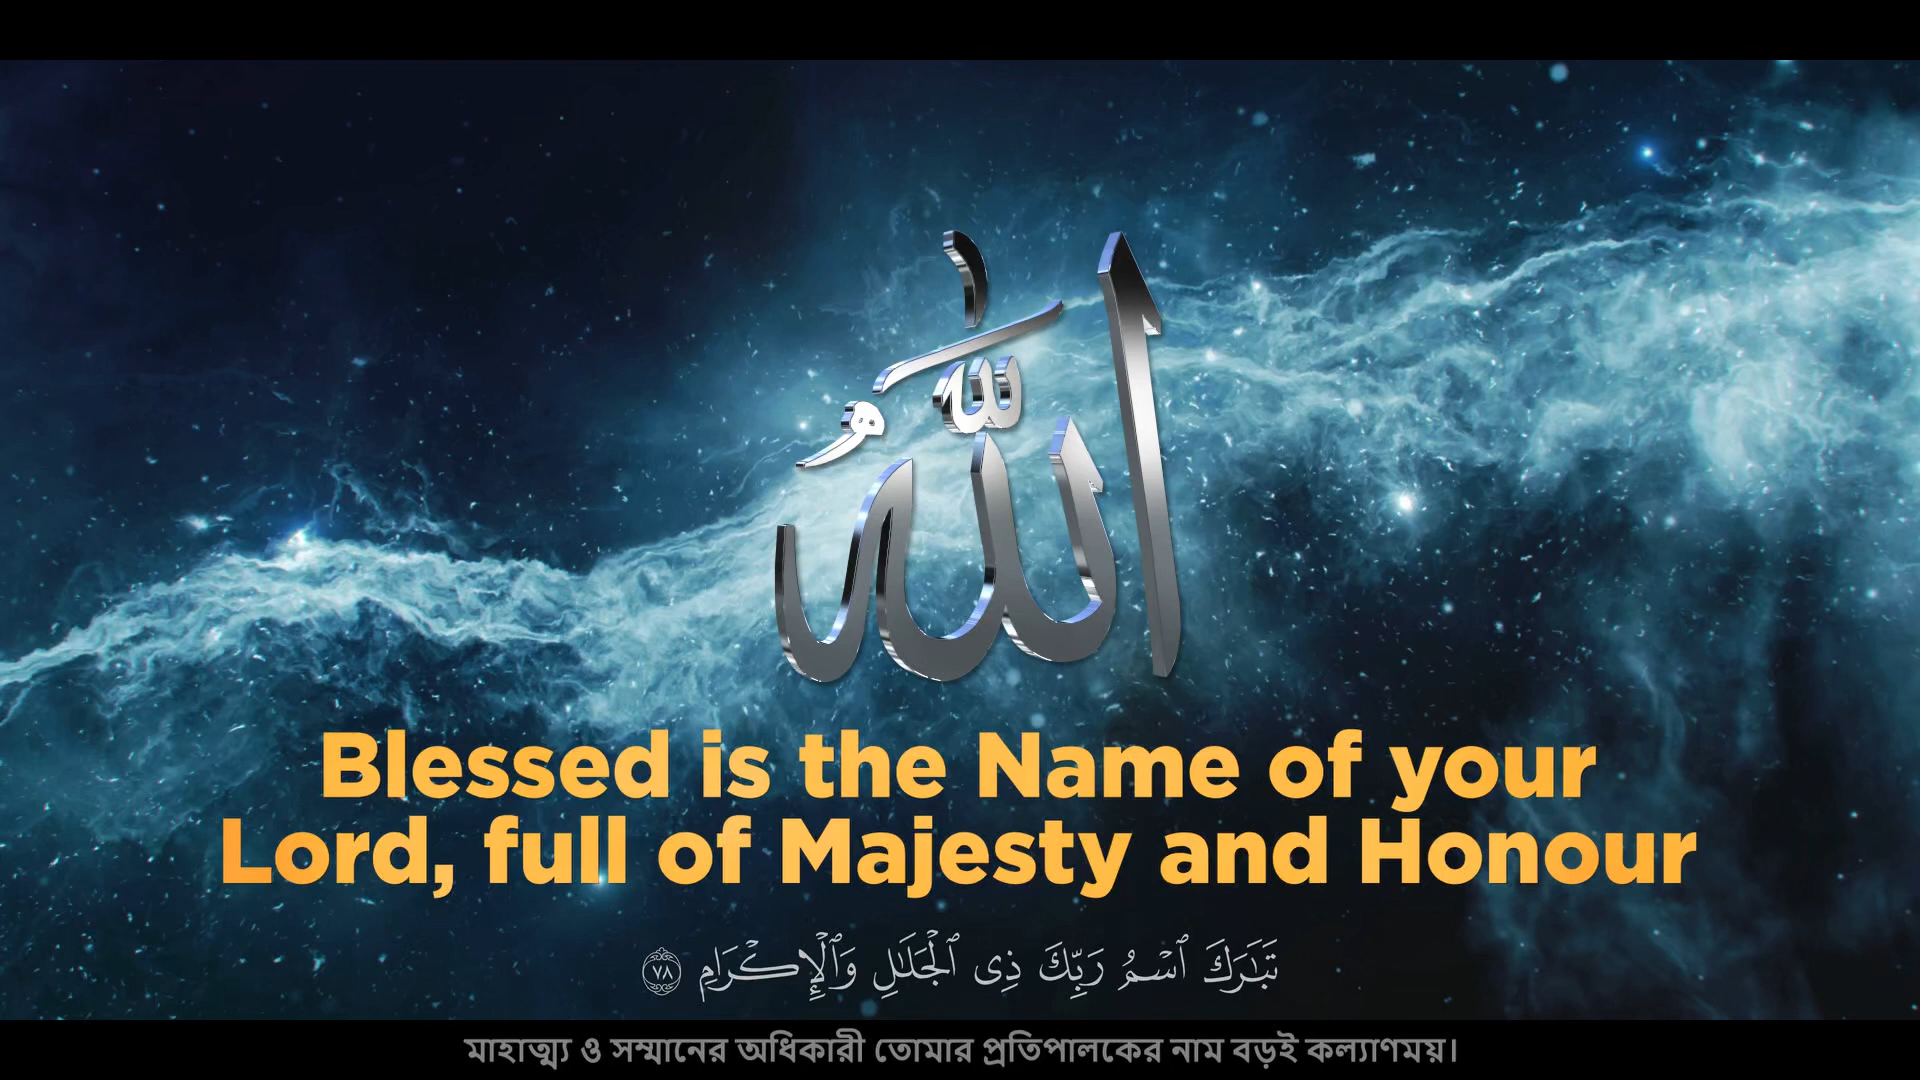 الله
Blessed is the Name of your
Lord, full of Majesty and Honour
تَبَٰرَكَ ٱسْمُ رَبِّكَ ذِى ٱلْجَلَٰلِ وَٱلْإِكْرَامِ ٧٨
মাহাত্ম্য ও সম্মানের অধিকারী তোমার প্রতিপালকের নাম বড়ই কল্যাণময়।